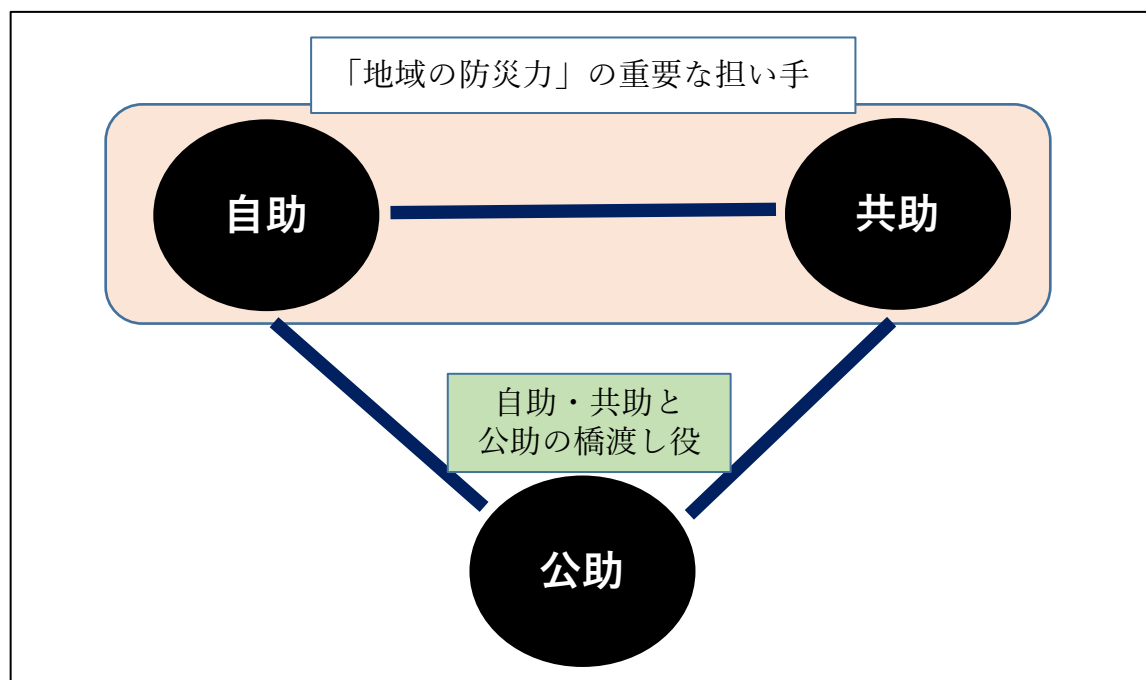 「地域の防災力」の重要な担い手
自助
共助
自助・共助と
公助の橋渡し役
公助